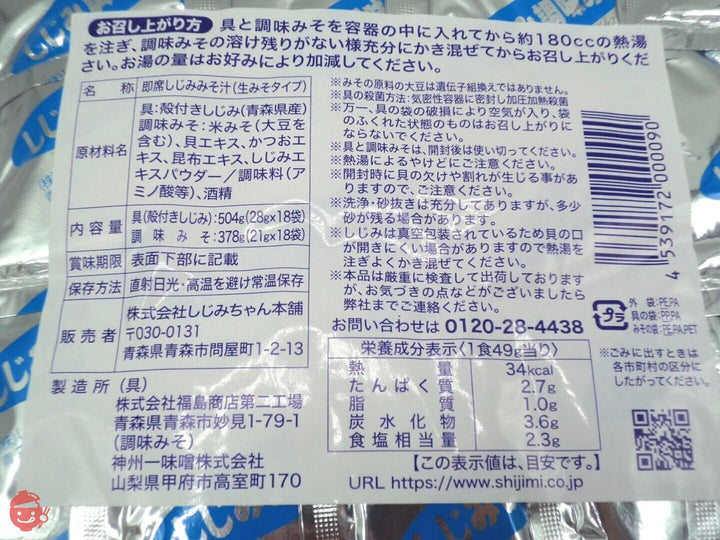 お召し上がり方 具と調味みそを容器の中に入れてから約180ccの熱湯
を注ぎ、調味みその溶け残りがない様充分にかき混ぜてからお召し上がりくだ
さい。お湯の量はお好みにより加減してください。
名称 即席しじみみそ汁(生みそタイプ)
原材料名 具:殻付きしじみ(青森県産)
調味みそ:米みそ(大豆を
含む)、貝エキス、かつおエ
キス、昆布エキス、しじみエ
キスパウダー/調味料(ア
ミノ酸等)、酒精
内容量 具(殻付きしじみ):504g(28g×18袋)
調味みそ:378g(21g×18袋)
賞味期限 表面下部に記載
保存方法 直射日光・高温を避け常温保存
販売者 株式会社しじみちゃん本舗
〒030-0131
青森県青森市問屋町1-2-13
製造所(具)
株式会社福島商店第二工場
青森県青森市妙見1-79-1
(調味みそ)
神州一味噌株式会社
山梨県甲府市高室町170
※みその原料の大豆は遺伝子組換えではありません。
※具の殺菌方法:気密性容器に密封し加圧加熱殺菌
※万一、具の袋の破損により空気が入り、袋
のふくれた状態のものはお召し上がりに
ならないでください。
※具と調味みそは、開封後は使い切ってください。
※熱湯によるやけどにご注意ください。
※開封時に貝の欠けや割れが生じる事があ
りますので、ご注意ください。
※洗浄・砂抜きは充分してありますが、多少
砂が残る場合があります。
※しじみは真空包装されているため貝の口
が開きにくい場合がありますので熱湯を
注ぎよくかき混ぜてください。
※本品は厳重に検査して出荷しております
が、お気づきの点などございましたら
弊社までご連絡ください。
お問い合わせは 0120-28-4438
栄養成分表示(1食49g当り)
熱量 34kcal
たんぱく質 2.7g
脂質 1.0g
炭水化物 3.6g
食塩相当量 2.3g
【この表示値は、目安です。】
URL https://www.shijimi.co.jp
4539172000090
プラ
外袋:PE,PA
具の袋:PP,PA
みその袋:PE,PA,PET
※ごみに出すときは
各市町村の区分に
したがってください。